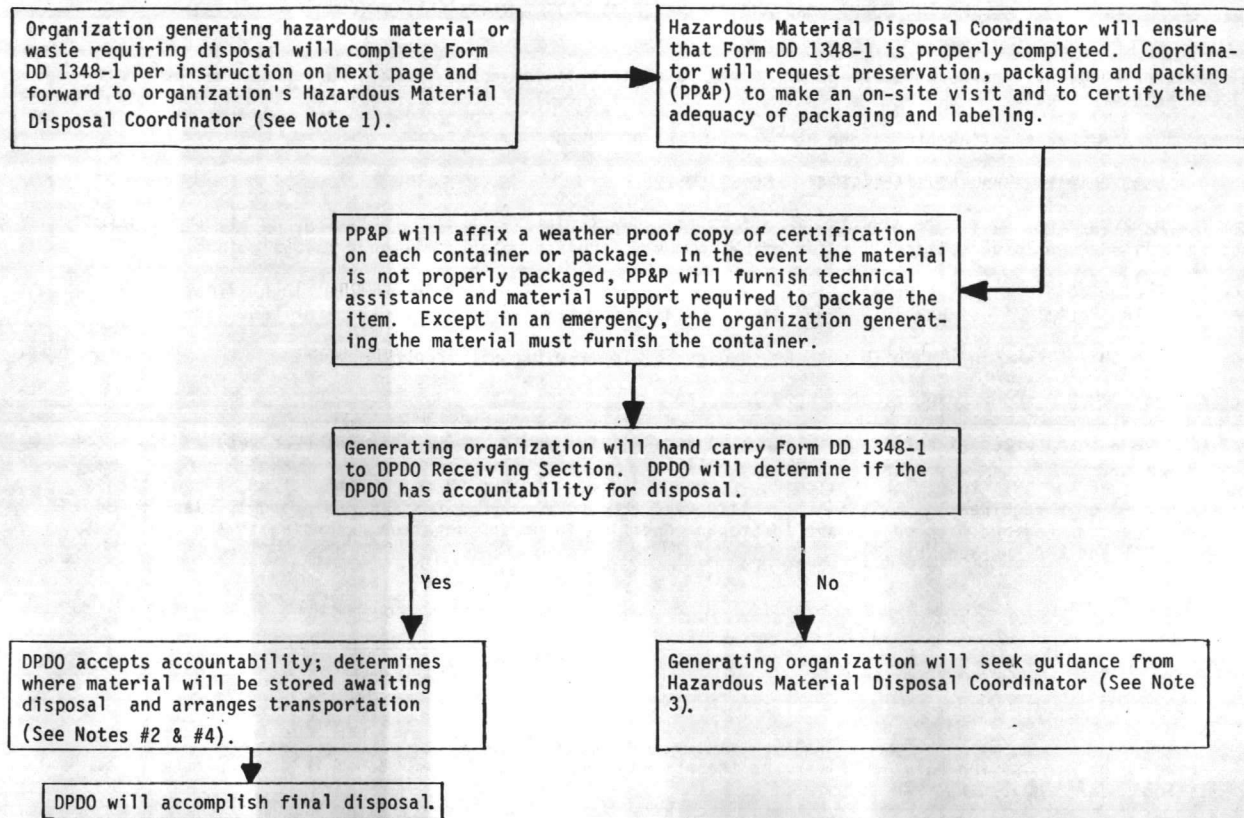 Organization generating hazardous material or
waste requiring disposal will complete Form
DD 1348-1 per instruction on next page and
forward to organization's Hazardous Material
Disposal Coordinator (See Note 1).
Hazardous Material Disposal Coordinator will ensure
that Form DD 1348-1 is properly completed. Coordina-
tor will request preservation, packaging and packing
(PP&P) to make an on-site visit and to certify the
adequacy of packaging and labeling.
PP&P will affix a weather proof copy of certification
on each container or package. In the event the material
is not properly packaged, PP&P will furnish technical
assistance and material support required to package the
item. Except in an emergency, the organization generat-
ing the material must furnish the container.
Generating organization will hand carry Form DD 1348-1
to DPDO Receiving Section. DPDO will determine if the
DPDO has accountability for disposal.
Yes
No
DPDO accepts accountability; determines
where material will be stored awaiting
disposal and arranges transportation
(See Notes #2 & #4).
Generating organization will seek guidance from
Hazardous Material Disposal Coordinator (See Note
3).
DPDO will accomplish final disposal.